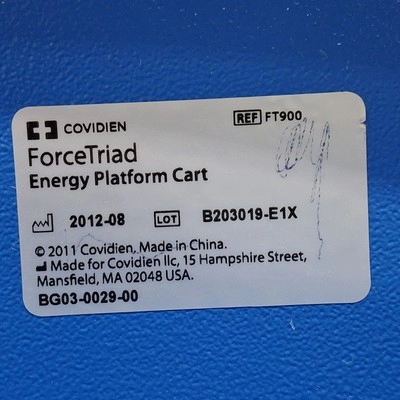 COVIDIEN
REF FT900
ForceTriad
Energy Platform Cart
2012-08 LOT B203019-E1X
© 2011 Covidien, Made in China.
Made for Covidien llc, 15 Hampshire Street,
Mansfield, MA 02048 USA.
BG03-0029-00